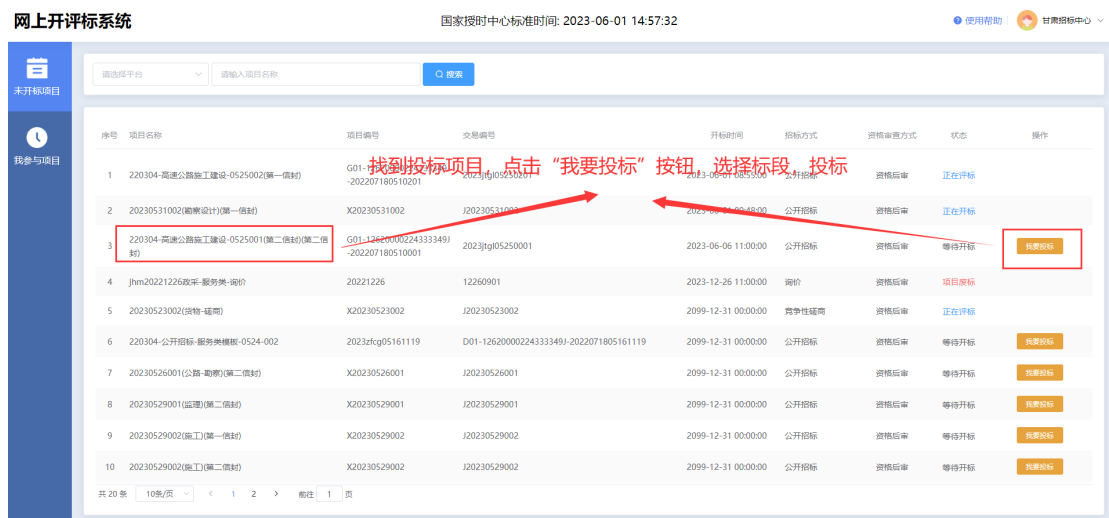 网上开评标系统
国家授时中心标准时间: 2023-06-01 14:57:32
使用帮助
甘肃招标中心
未开标项目
我参与项目
请选择平台 请输入项目名称 搜索
序号 项目名称 项目编号 交易编号 开标时间 招标方式 资格审查方式 状态 操作
找到投标项目，点击“我要投标”按钮，选择标段，投标
1 220304-高速公路施工建设-0525002(第一信封) -202207180510201 2023jtgl05250201 公开招标 资格后审 正在评标
2 20230531002(勘察设计)(第一信封) X20230531002 J20230531002 公开招标 资格后审 正在开标
3 220304-高速公路施工建设-0525001(第二信封)(第二信 G01-12620000224333349J 2023jtgl05250001 2023-06-06 11:00:00 公开招标 资格后审 等待开标 我要投标
封) -202207180510001
4 jhm20221226政采-服务类-询价 20221226 12260901 2023-12-26 11:00:00 询价 资格后审 项目废标
5 20230523002(货物-磋商) X20230523002 J20230523002 2099-12-31 00:00:00 竞争性磋商 资格后审 正在评标
6 220304-公开招标-服务类模板-0524-002 2023zfcg05161119 D01-12620000224333349J-2022071805161119 2099-12-31 00:00:00 公开招标 资格后审 等待开标 我要投标
7 20230526001(公路-勘察)(第二信封) X20230526001 J20230526001 2099-12-31 00:00:00 公开招标 资格后审 等待开标 我要投标
8 20230529001(监理)(第二信封) X20230529001 J20230529001 2099-12-31 00:00:00 公开招标 资格后审 等待开标 我要投标
9 20230529002(施工)(第一信封) X20230529002 J20230529002 2099-12-31 00:00:00 公开招标 资格后审 等待开标 我要投标
10 20230529002(施工)(第二信封) X20230529002 J20230529002 2099-12-31 00:00:00 公开招标 资格后审 等待开标 我要投标
共 20 条 10条/页 < 1 2 > 前往 1 页